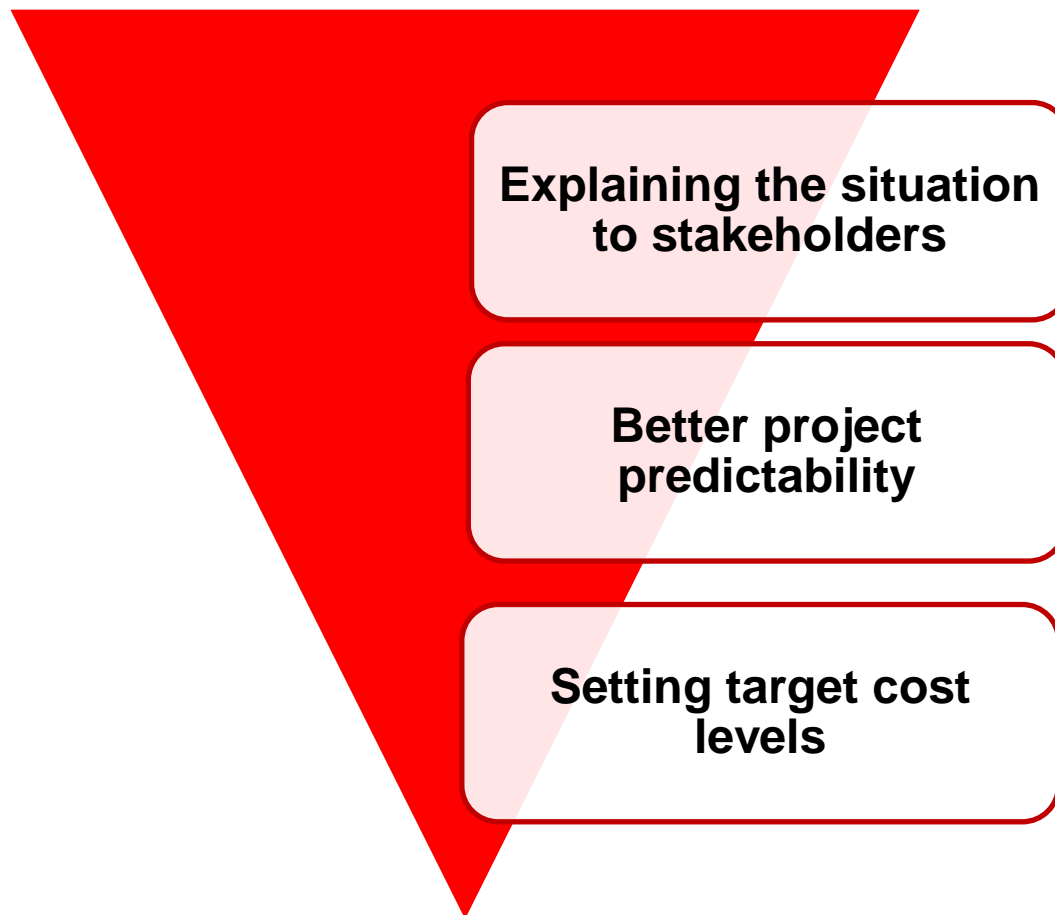 Explaining the situation
to stakeholders
Better project
predictability
Setting target cost
levels